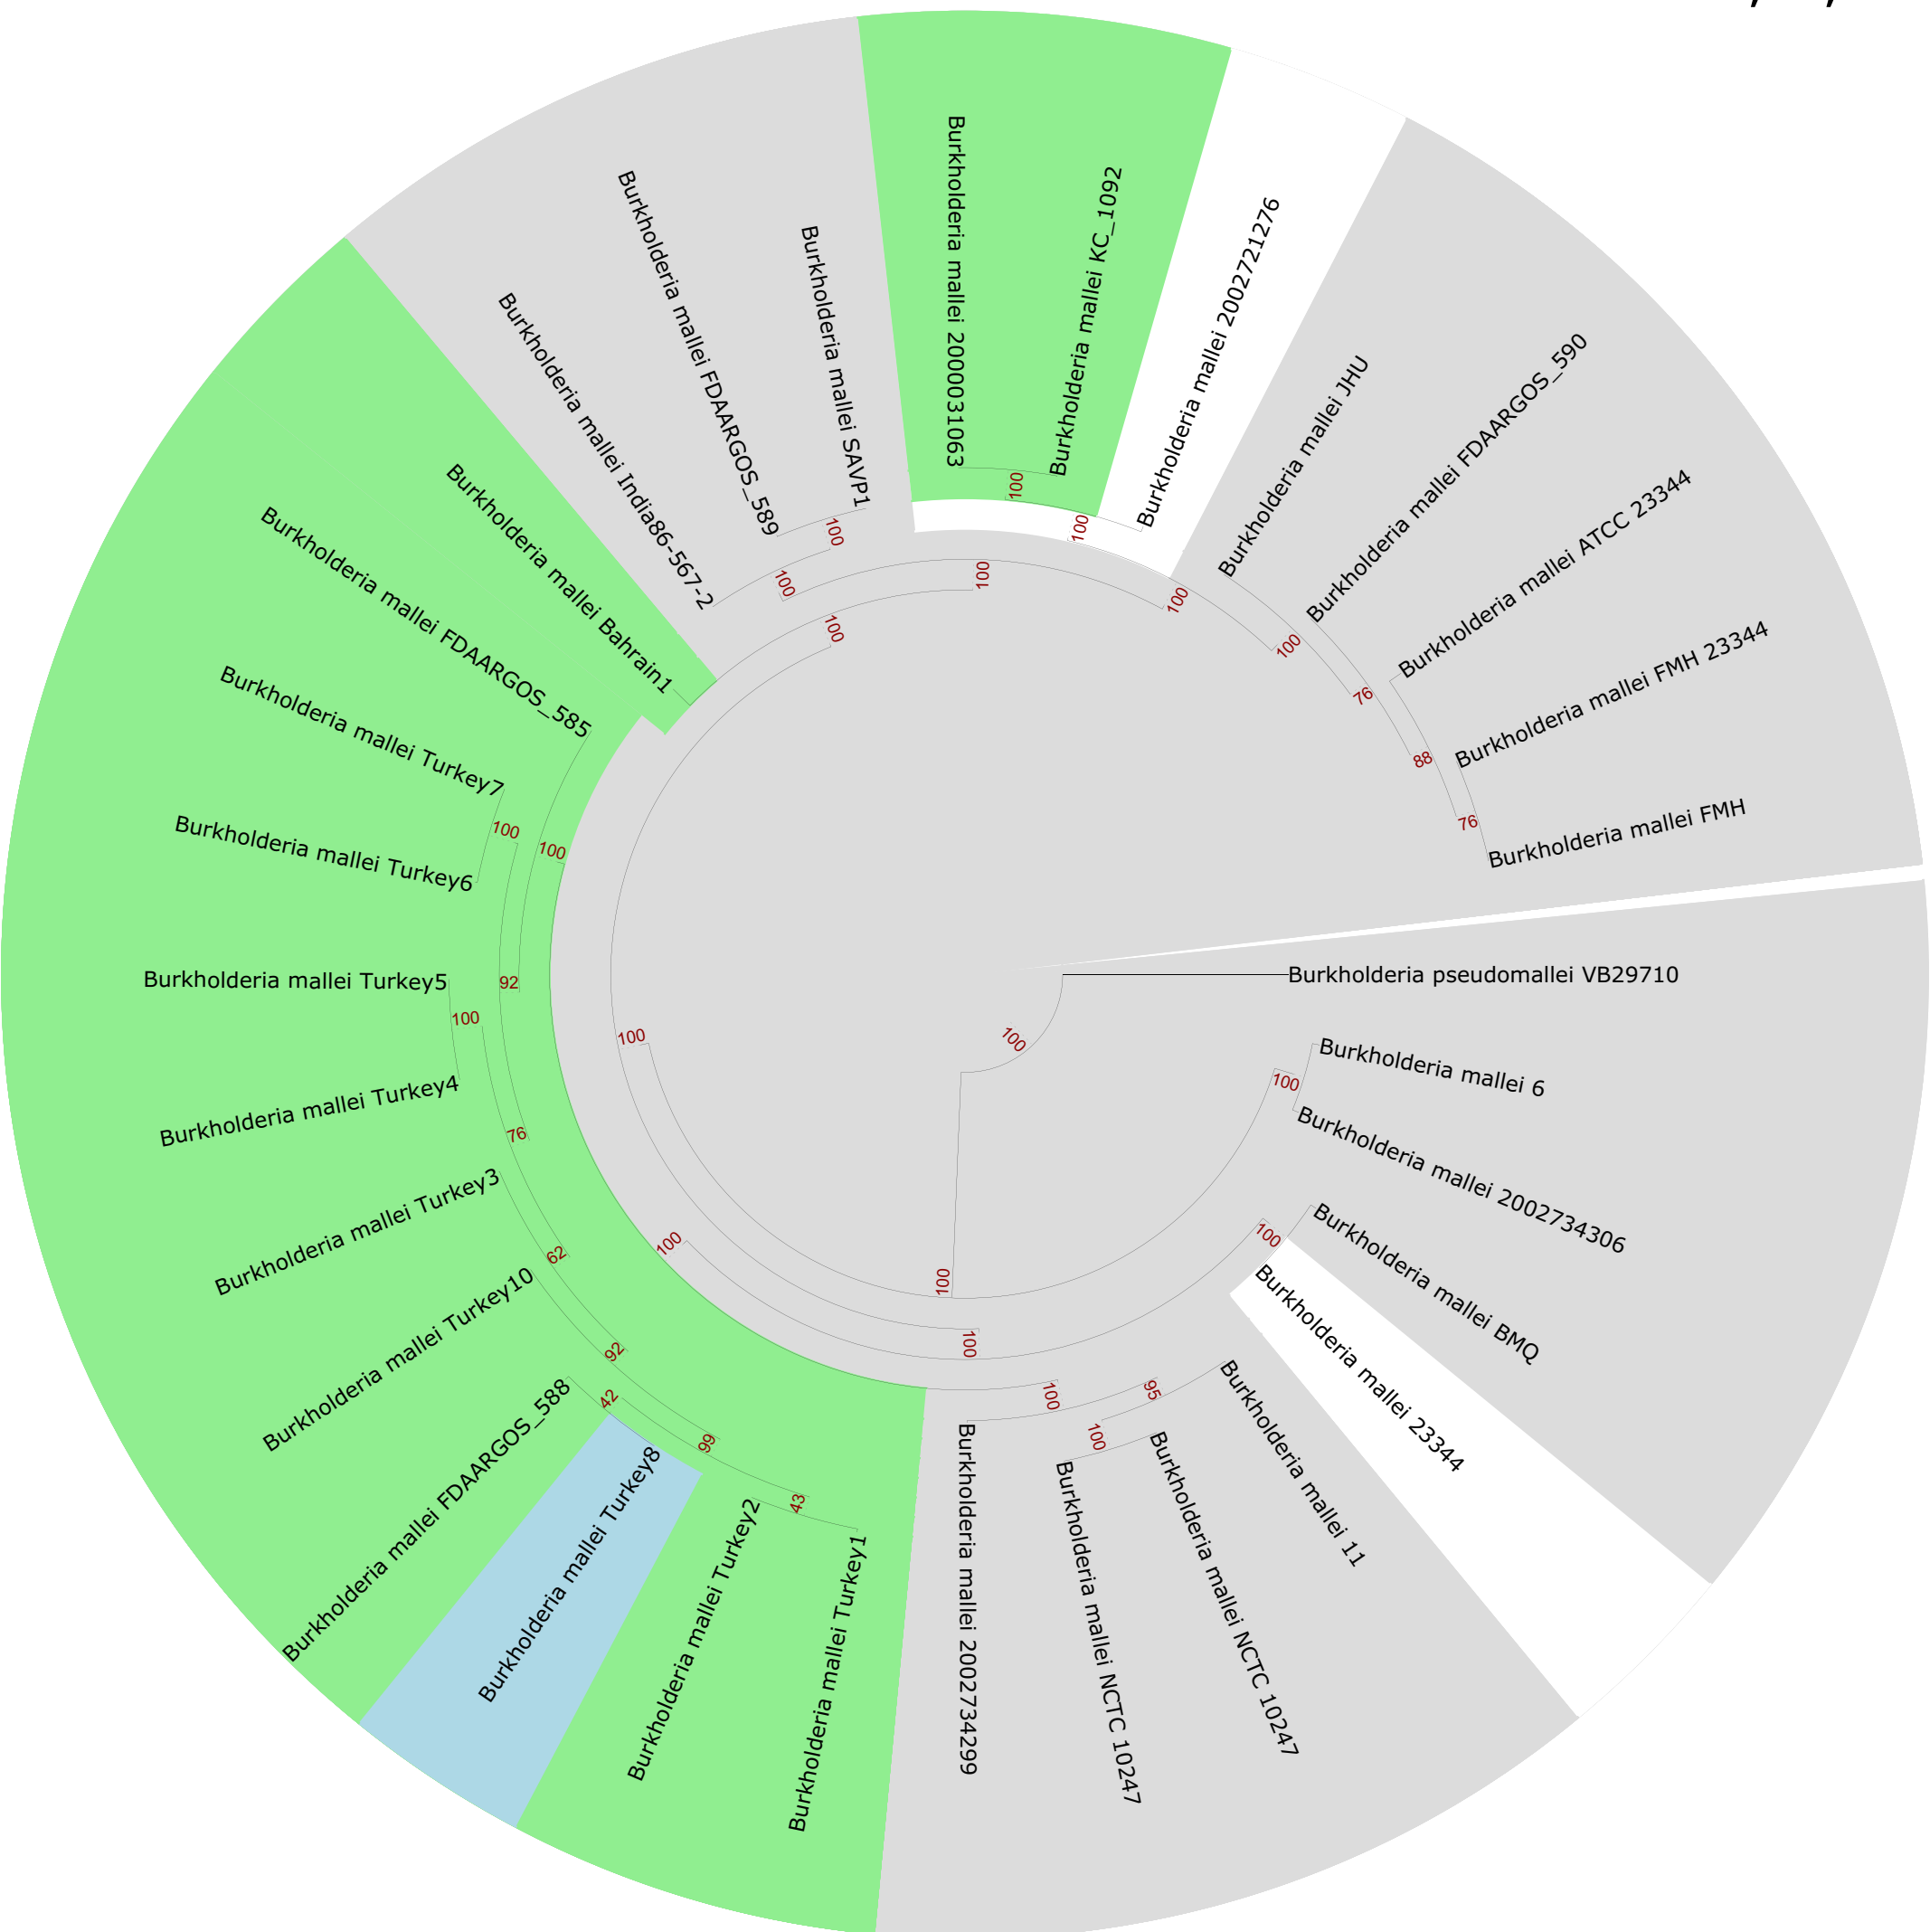 Burkholderia mallei 2000031063
Burkholderia mallei KC_1092
Burkholderia mallei 2002721276
Burkholderia mallei JHU
Burkholderia mallei FDAARGOS_590
Burkholderia mallei ATCC 23344
Burkholderia mallei FMH 23344
Burkholderia mallei FMH
Burkholderia pseudomallei VB29710
Burkholderia mallei 6
Burkholderia mallei 2002734306
Burkholderia mallei BMQ
Burkholderia mallei 23344
Burkholderia mallei 11
Burkholderia mallei NCTC 10247
Burkholderia mallei NCTC 10247
Burkholderia mallei 2002734299
Burkholderia mallei Turkey1
Burkholderia mallei Turkey2
Burkholderia mallei Turkey8
Burkholderia mallei FDAARGOS_588
Burkholderia mallei Turkey10
Burkholderia mallei Turkey3
Burkholderia mallei Turkey4
Burkholderia mallei Turkey5
Burkholderia mallei Turkey6
Burkholderia mallei Turkey7
Burkholderia mallei FDAARGOS_585
Burkholderia mallei Bahrain1
Burkholderia mallei India86-567-2
Burkholderia mallei FDAARGOS_589
Burkholderia mallei SAVP1
100
100
100
100
100
100
100
100
76
88
76
100
100
100
100
95
100
100
100
100
100
43
99
42
92
62
76
100
92
100
100